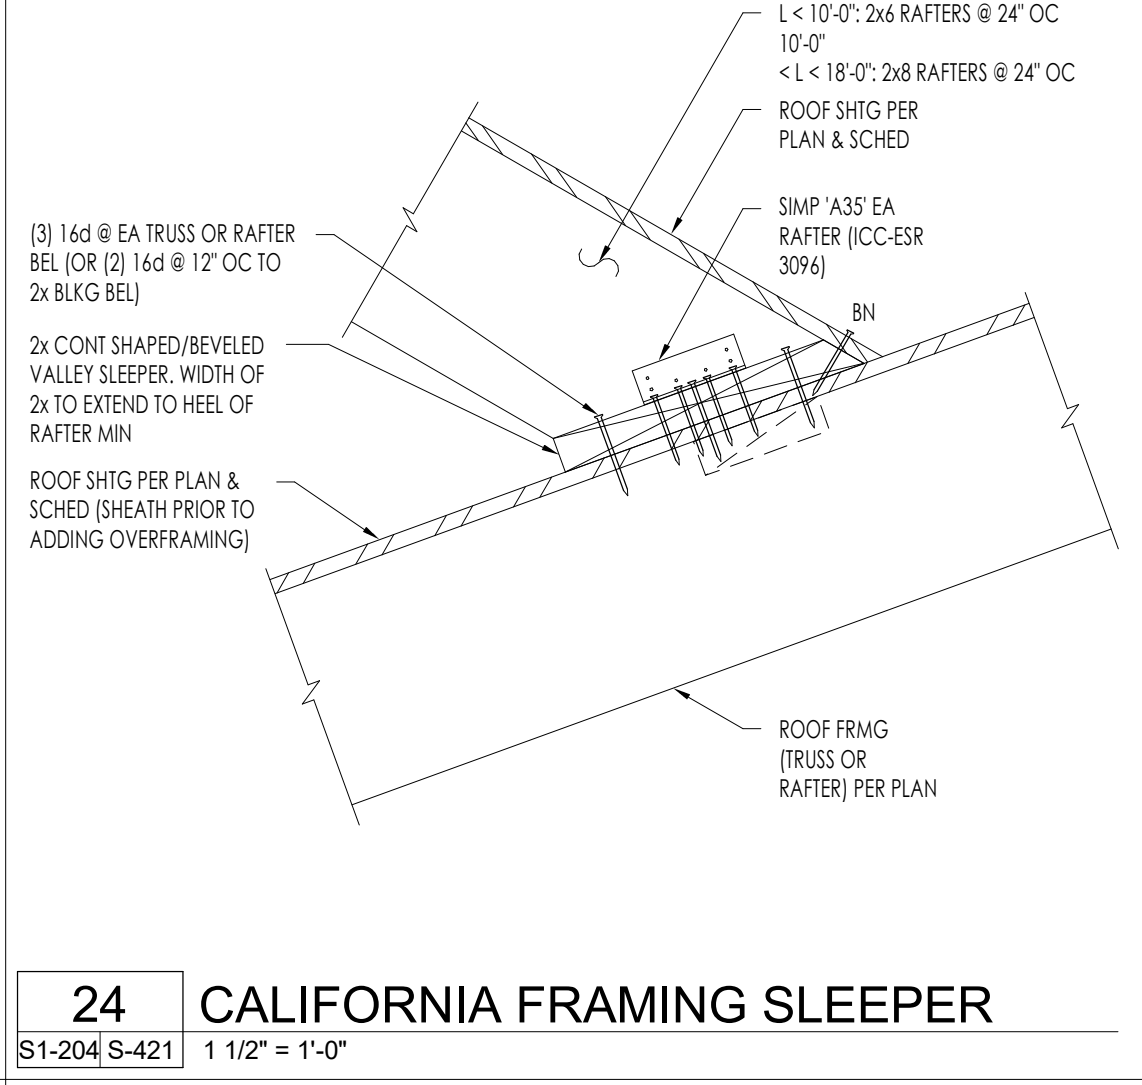 L < 10'-0": 2x6 RAFTERS @ 24" OC
10'-0"
< L < 18'-0": 2x8 RAFTERS @ 24" OC
ROOF SHTG PER
PLAN & SCHED
SIMP 'A35' EA
RAFTER (ICC-ESR
3096)
BN
(3) 16d @ EA TRUSS OR RAFTER
BEL (OR (2) 16d @ 12" OC TO
2x BLKG BEL)
2x CONT SHAPED/BEVELED
VALLEY SLEEPER. WIDTH OF
2x TO EXTEND TO HEEL OF
RAFTER MIN
ROOF SHTG PER PLAN &
SCHED (SHEATH PRIOR TO
ADDING OVERFRAMING)
ROOF FRMG
(TRUSS OR
RAFTER) PER PLAN
24
CALIFORNIA FRAMING SLEEPER
S1-204 S-421
1 1/2" = 1'-0"